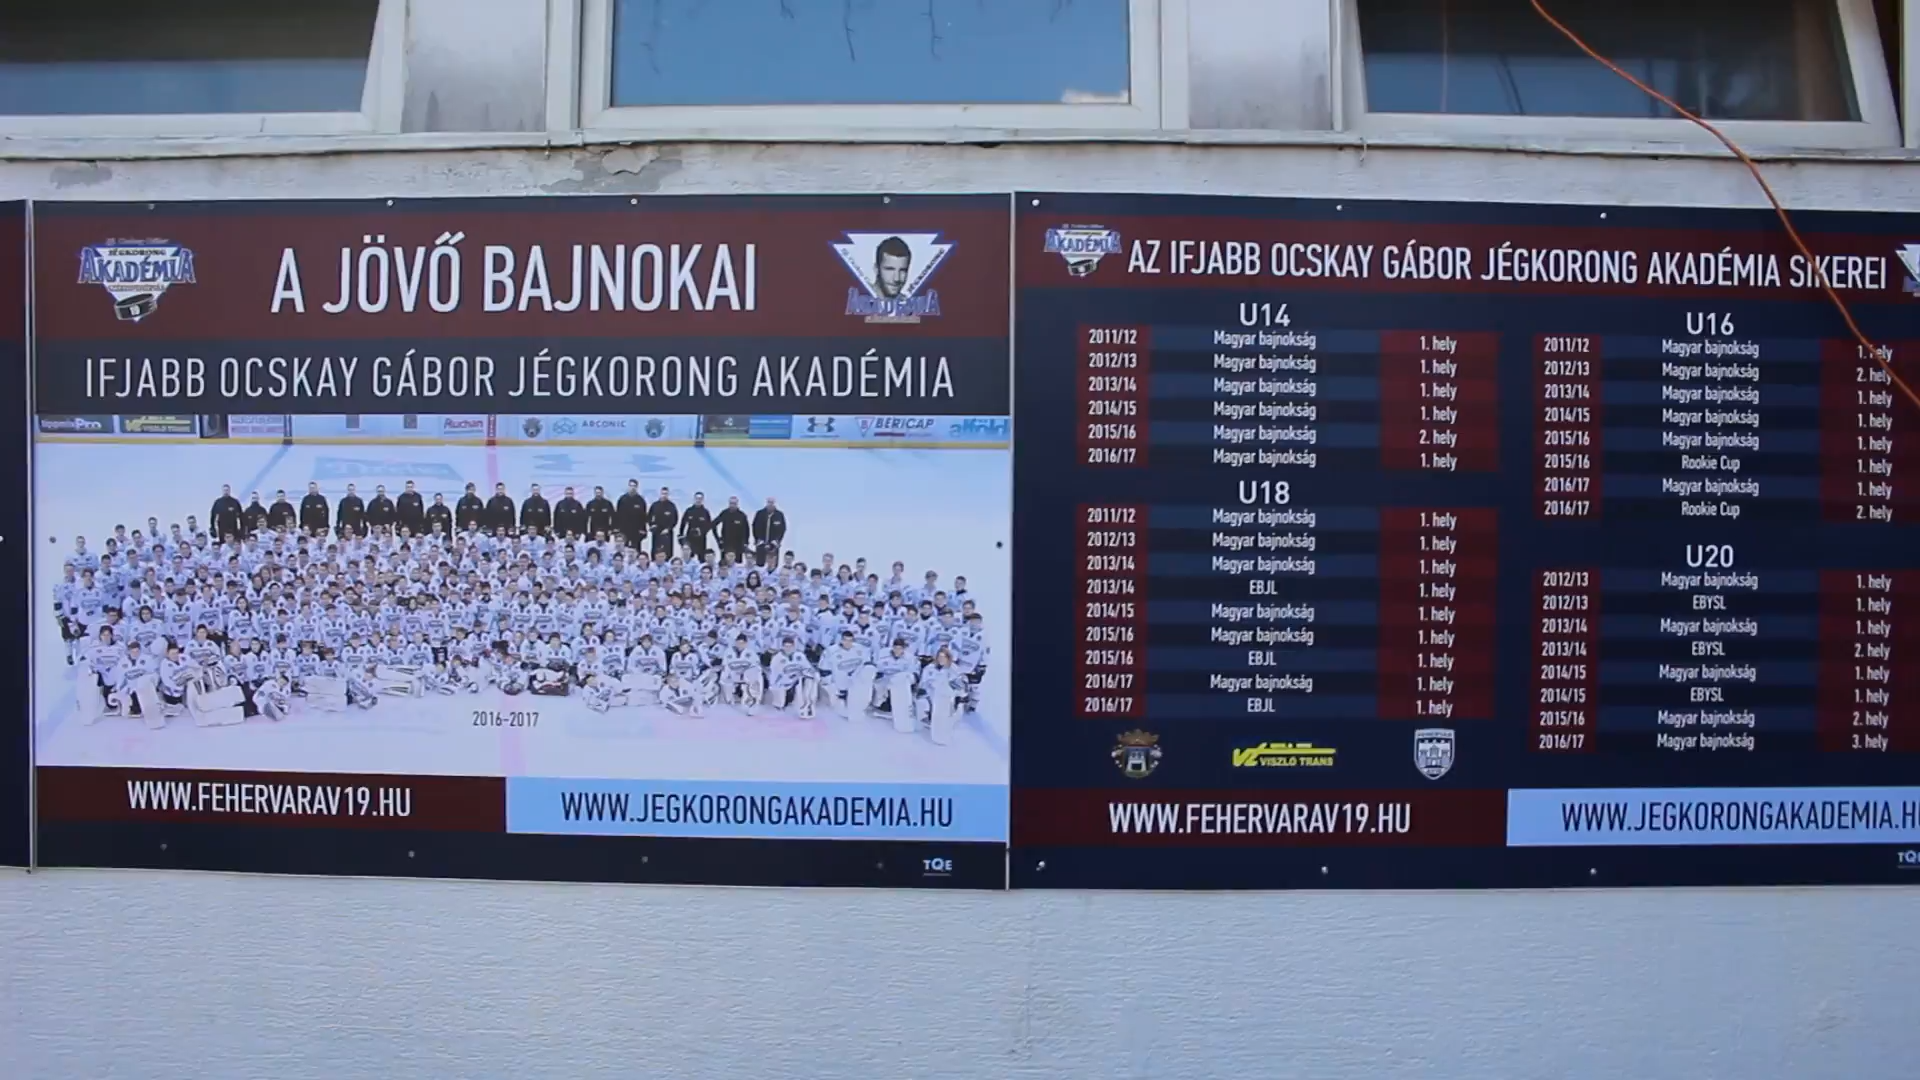 JÉGKORONG
AKADÉMIA
A JÖVŐ BAJNOKAI
AKADÉMIA
IFJABB OCSKAY GÁBOR JÉGKORONG AKADÉMIA
Auchan
ARCONIC
BERICAP
2016-2017
WWW.FEHERVARAV19.HU
WWW.JEGKORONGAKADEMIA.HU
TQE
AKADÉMIA
AZ IFJABB OCSKAY GÁBOR JÉGKORONG AKADÉMIA SIKEREI
U14
2011/12 Magyar bajnokság 1. hely
2012/13 Magyar bajnokság 1. hely
2013/14 Magyar bajnokság 1. hely
2014/15 Magyar bajnokság 1. hely
2015/16 Magyar bajnokság 2. hely
2016/17 Magyar bajnokság 1. hely
U18
2011/12 Magyar bajnokság 1. hely
2012/13 Magyar bajnokság 1. hely
2013/14 Magyar bajnokság 1. hely
2013/14 EBJL 1. hely
2014/15 Magyar bajnokság 1. hely
2015/16 Magyar bajnokság 1. hely
2015/16 EBJL 1. hely
2016/17 Magyar bajnokság 1. hely
2016/17 EBJL 1. hely
U16
2011/12 Magyar bajnokság 1. hely
2012/13 Magyar bajnokság 2. hely
2013/14 Magyar bajnokság 1. hely
2014/15 Magyar bajnokság 1. hely
2015/16 Magyar bajnokság 1. hely
2015/16 Rookie Cup 1. hely
2016/17 Magyar bajnokság 1. hely
2016/17 Rookie Cup 2. hely
U20
2012/13 Magyar bajnokság 1. hely
2012/13 EBYSL 1. hely
2013/14 Magyar bajnokság 1. hely
2013/14 EBYSL 2. hely
2014/15 Magyar bajnokság 1. hely
2014/15 EBYSL 1. hely
2015/16 Magyar bajnokság 2. hely
2016/17 Magyar bajnokság 3. hely
VISZLÓ TRANS
WWW.FEHERVARAV19.HU
WWW.JEGKORONGAKADEMIA.HU